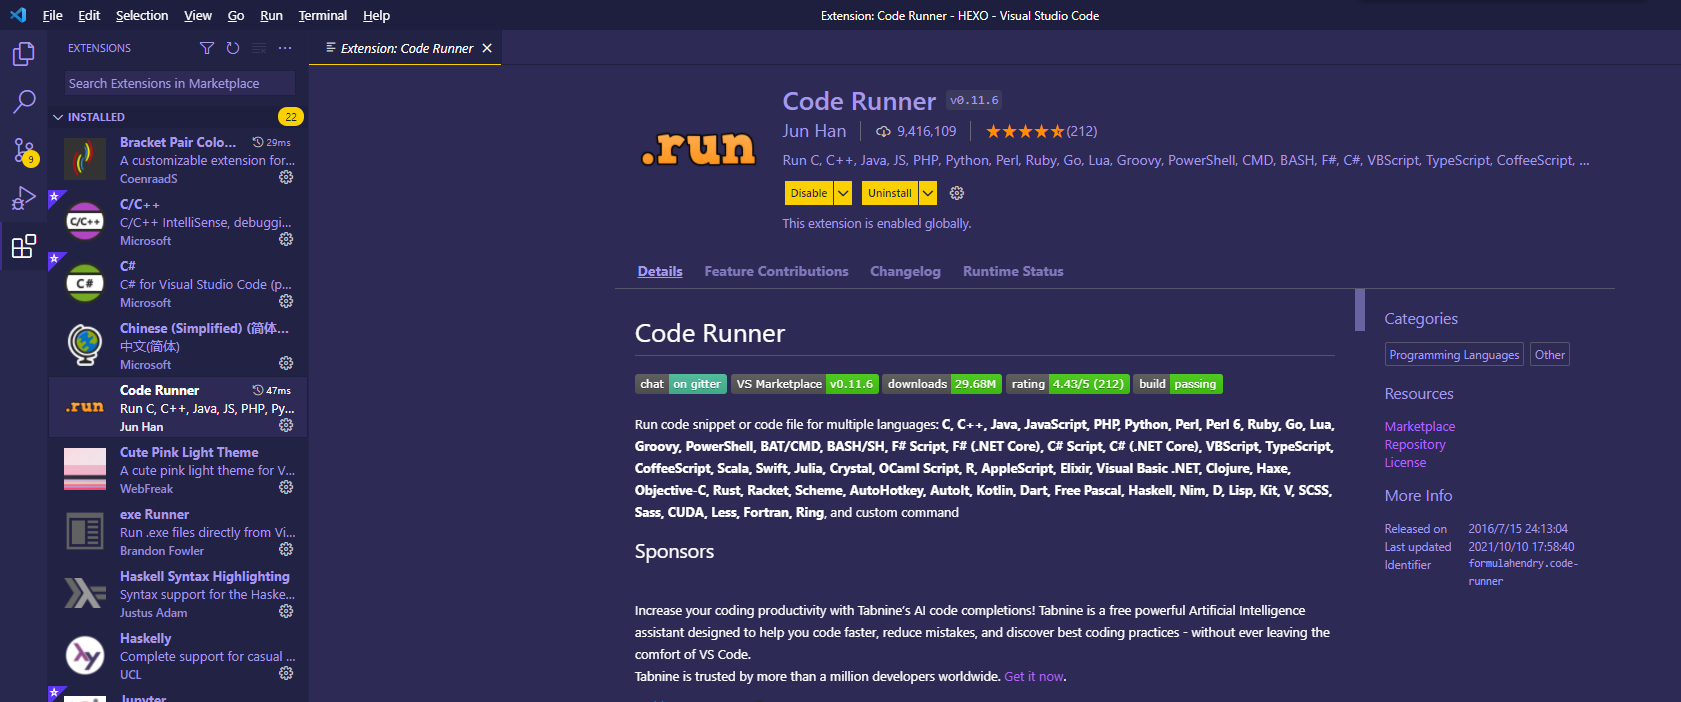 File Edit Selection View Go Run Terminal Help
Extension: Code Runner - HEXO - Visual Studio Code
EXTENSIONS
Search Extensions in Marketplace
INSTALLED 22
9
Bracket Pair Colo... 29ms
A customizable extension for...
CoenraadS
C/C++
C/C++
C/C++ IntelliSense, debuggi...
Microsoft
C#
C#
C# for Visual Studio Code (p...
Microsoft
Chinese (Simplified) (简体...
中文(简体)
Microsoft
.run
Code Runner 47ms
Run C, C++, Java, JS, PHP, Py...
Jun Han
Cute Pink Light Theme
A cute pink light theme for V...
WebFreak
exe Runner
Run .exe files directly from Vi...
Brandon Fowler
Haskell Syntax Highlighting
Syntax support for the Haske...
Justus Adam
Haskelly
Complete support for casual ...
UCL
Jupyter
Extension: Code Runner
.run
Code Runner v0.11.6
Jun Han 9,416,109 (212)
Run C, C++, Java, JS, PHP, Python, Perl, Ruby, Go, Lua, Groovy, PowerShell, CMD, BASH, F#, C#, VBScript, TypeScript, CoffeeScript, ...
Disable Uninstall
This extension is enabled globally.
Details Feature Contributions Changelog Runtime Status
Code Runner
chat on gitter VS Marketplace v0.11.6 downloads 29.68M rating 4.43/5 (212) build passing
Run code snippet or code file for multiple languages: C, C++, Java, JavaScript, PHP, Python, Perl, Perl 6, Ruby, Go, Lua,
Groovy, PowerShell, BAT/CMD, BASH/SH, F# Script, F# (.NET Core), C# Script, C# (.NET Core), VBScript, TypeScript,
CoffeeScript, Scala, Swift, Julia, Crystal, OCaml Script, R, AppleScript, Elixir, Visual Basic .NET, Clojure, Haxe,
Objective-C, Rust, Racket, Scheme, AutoHotkey, AutoIt, Kotlin, Dart, Free Pascal, Haskell, Nim, D, Lisp, Kit, V, SCSS,
Sass, CUDA, Less, Fortran, Ring, and custom command
Sponsors
Increase your coding productivity with Tabnine's AI code completions! Tabnine is a free powerful Artificial Intelligence
assistant designed to help you code faster, reduce mistakes, and discover best coding practices - without ever leaving the
comfort of VS Code.
Tabnine is trusted by more than a million developers worldwide. Get it now.
Categories
Programming Languages Other
Resources
Marketplace
Repository
License
More Info
Released on 2016/7/15 24:13:04
Last updated 2021/10/10 17:58:40
Identifier formulahendry.code-
runner